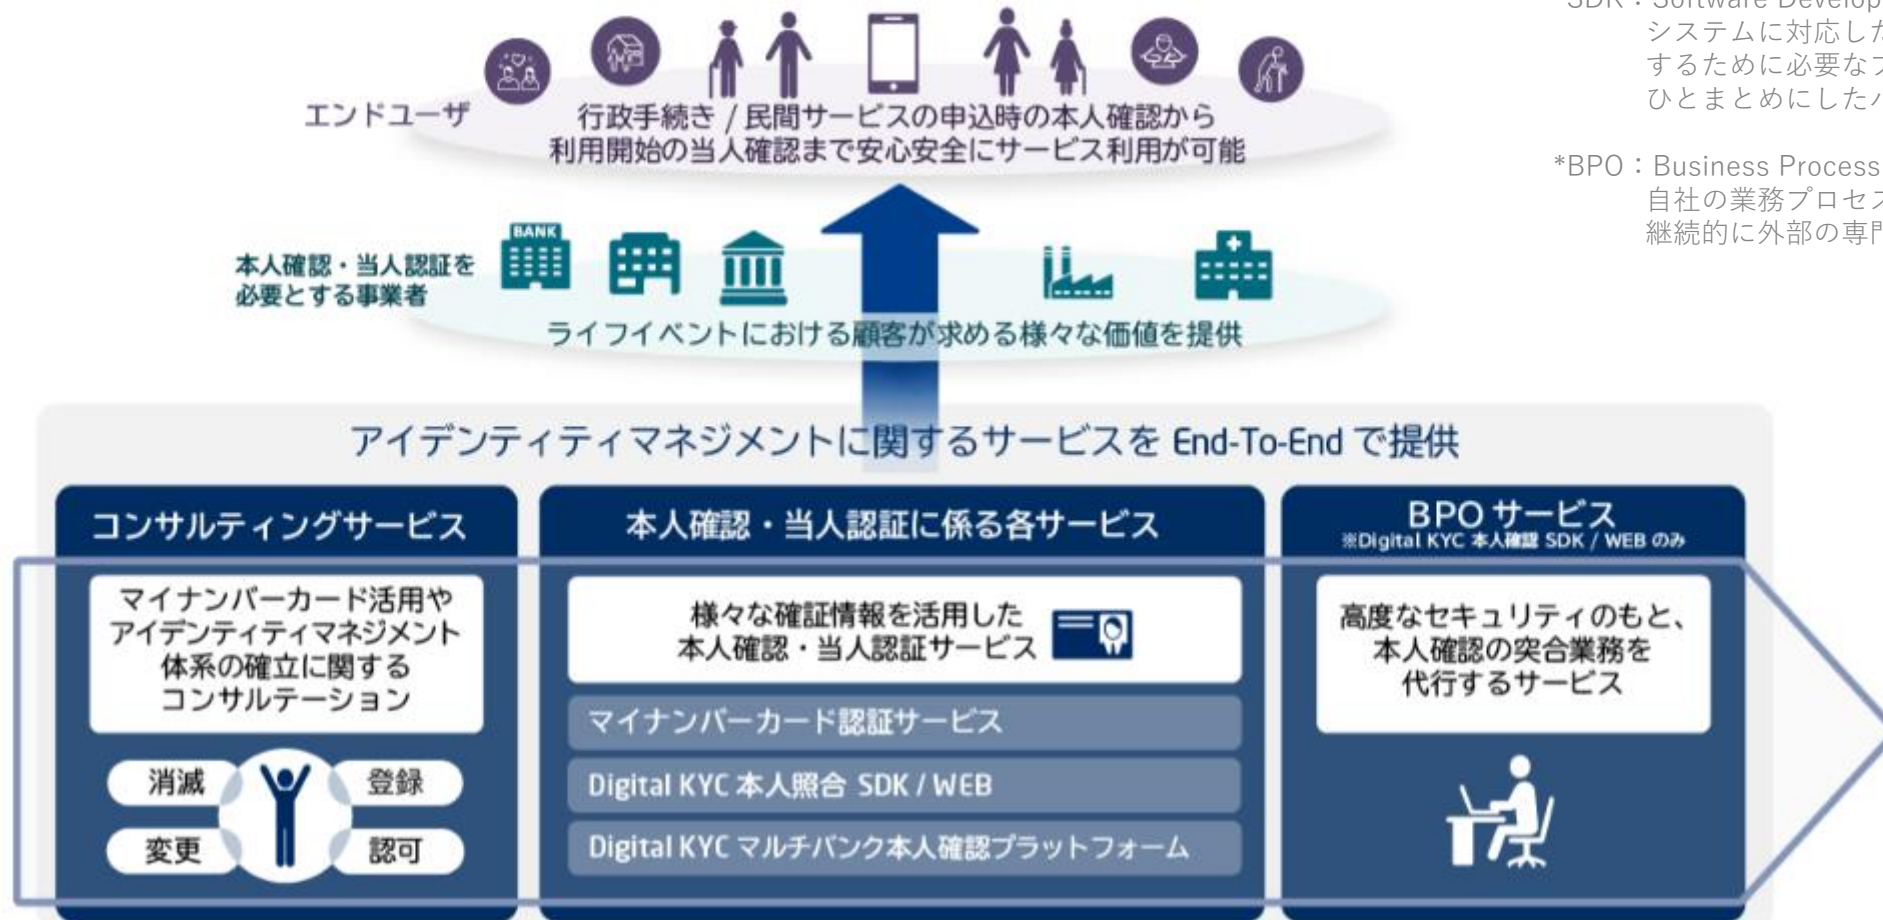 エンドユーザ
行政手続き / 民間サービスの申込時の本人確認から
利用開始の当人確認まで安心安全にサービス利用が可能
システムに対応した
するために必要なプ
ひとまとめにしたパ
*BPO：Business Process
自社の業務プロセス
継続的に外部の専門
本人確認・当人認証を
必要とする事業者
BANK
ライフイベントにおける顧客が求める様々な価値を提供
アイデンティティマネジメントに関するサービスを End-To-End で提供
コンサルティングサービス
マイナンバーカード活用や
アイデンティティマネジメント
体系の確立に関する
コンサルテーション
消滅
登録
変更
認可
本人確認・当人認証に係る各サービス
様々な確証情報を活用した
本人確認・当人認証サービス
マイナンバーカード認証サービス
Digital KYC 本人照合 SDK / WEB
Digital KYC マルチバンク本人確認プラットフォーム
BPO サービス
※Digital KYC 本人確認 SDK / WEB のみ
高度なセキュリティのもと、
本人確認の突合業務を
代行するサービス